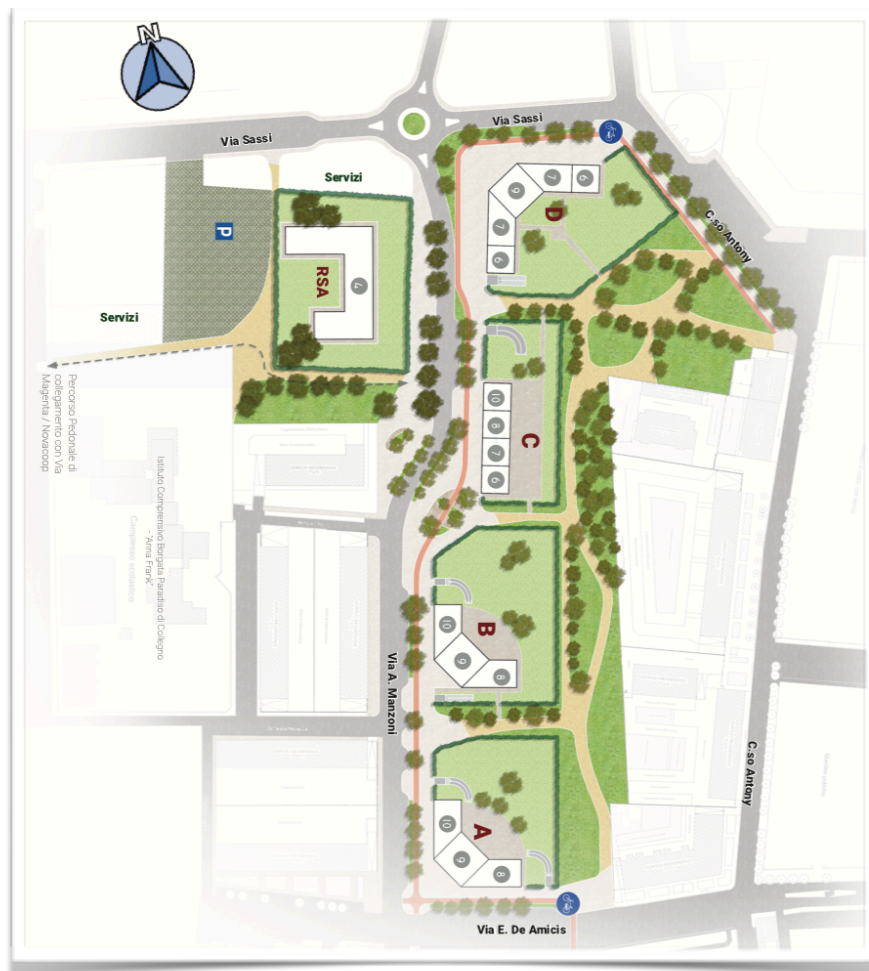 N
Via Sassi
Via Sassi
Servizi
P
Servizi
RSA
4
C.so Antony
D
6
7
9
7
6
C
10
8
7
6
B
10
9
8
A
10
9
8
Via A. Manzoni
C.so Antony
Via E. De Amicis
Percorso Pedonale di
collegamento con Via
Magenta / Novacoop
Istituto Comprensivo Borgata Paradiso di Collegno
- "Anna Frank"
Complesso scolastico